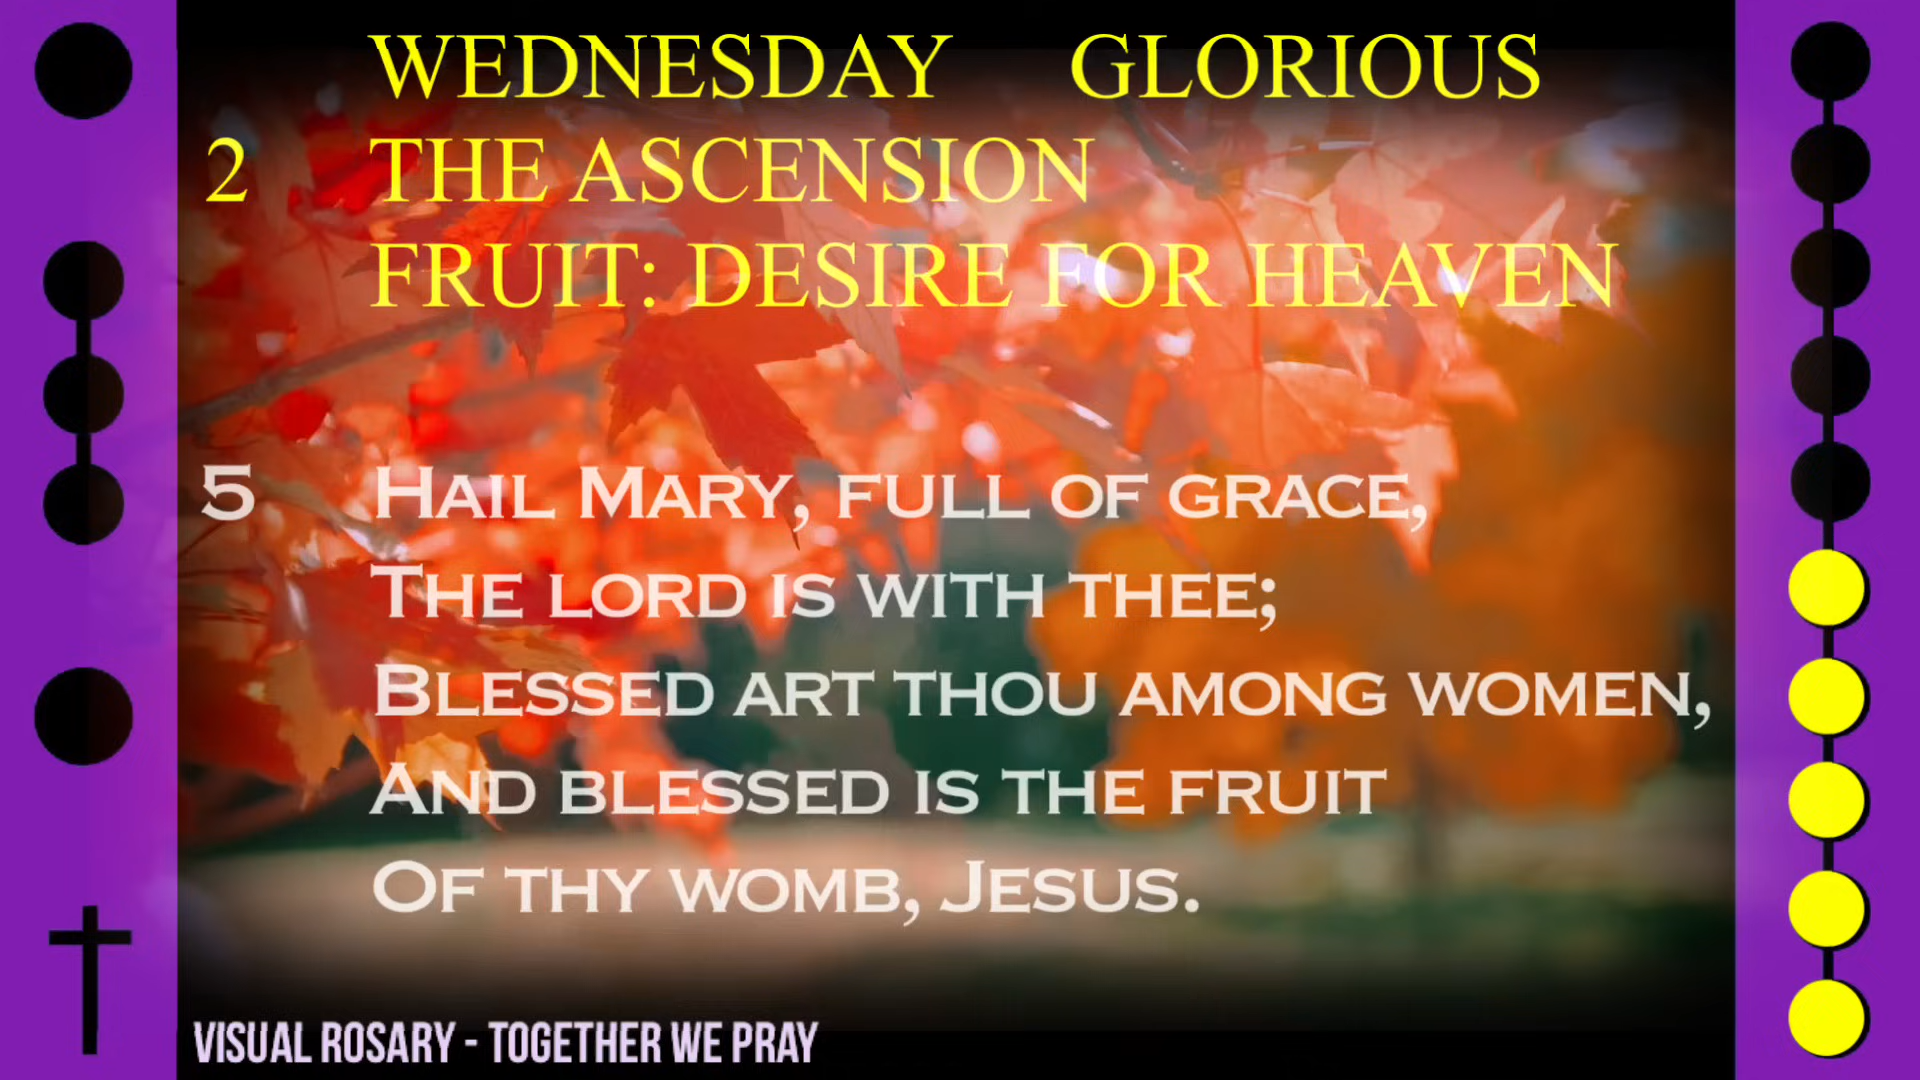 WEDNESDAY GLORIOUS
2 THE ASCENSION
FRUIT: DESIRE FOR HEAVEN
5 HAIL MARY, FULL OF GRACE,
THE LORD IS WITH THEE;
BLESSED ART THOU AMONG WOMEN,
AND BLESSED IS THE FRUIT
OF THY WOMB, JESUS.
VISUAL ROSARY - TOGETHER WE PRAY